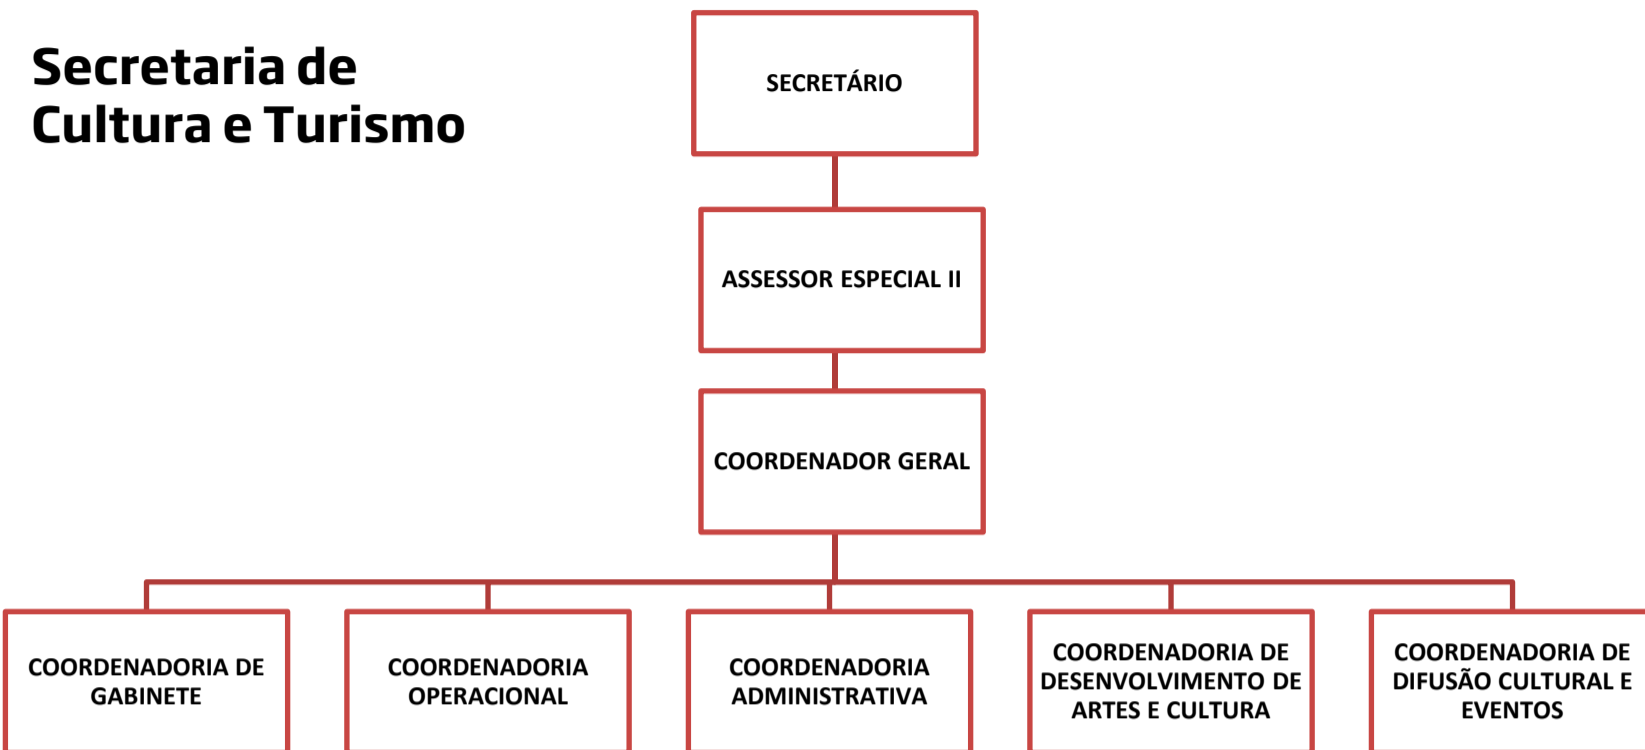 Secretaria de
Cultura e Turismo
SECRETÁRIO
ASSESSOR ESPECIAL II
COORDENADOR GERAL
COORDENADORIA DE
GABINETE
COORDENADORIA
OPERACIONAL
COORDENADORIA
ADMINISTRATIVA
COORDENADORIA DE
DESENVOLVIMENTO DE
ARTES E CULTURA
COORDENADORIA DE
DIFUSÃO CULTURAL E
EVENTOS